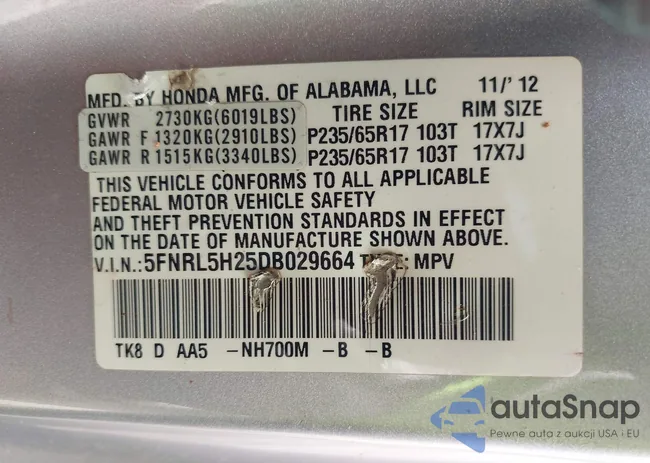 MFD. BY HONDA MFG. OF ALABAMA, LLC 11/' 12
GVWR 2730KG(6019LBS) TIRE SIZE RIM SIZE
GAWR F 1320KG(2910LBS) P235/65R17 103T 17X7J
GAWR R 1515KG(3340LBS) P235/65R17 103T 17X7J
THIS VEHICLE CONFORMS TO ALL APPLICABLE
FEDERAL MOTOR VEHICLE SAFETY
AND THEFT PREVENTION STANDARDS IN EFFECT
ON THE DATE OF MANUFACTURE SHOWN ABOVE.
V.I.N.:5FNRL5H25DB029664 TYPE: MPV
TK8 D AA5 -NH700M -B -B
autaSnap
Pewne auta z aukcji USA i EU